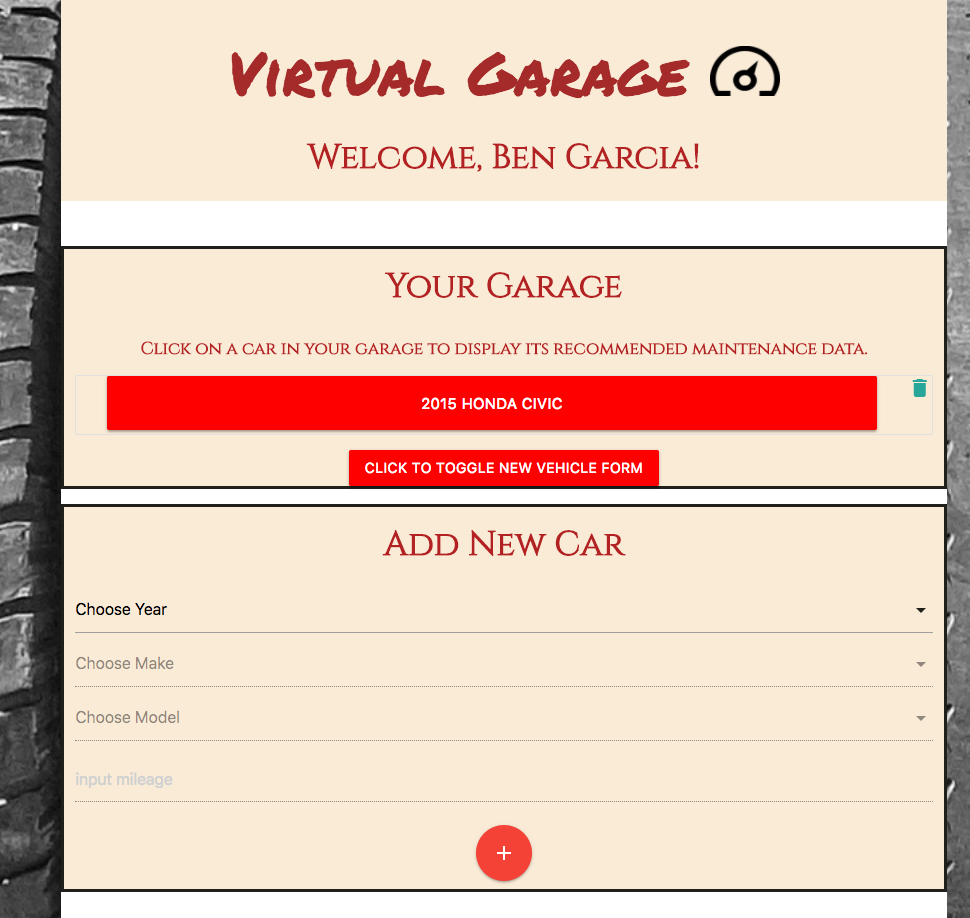 Virtual Garage
Welcome, Ben Garcia!
Your Garage
Click on a car in your garage to display its recommended maintenance data.
2015 HONDA CIVIC
CLICK TO TOGGLE NEW VEHICLE FORM
Add New Car
Choose Year
Choose Make
Choose Model
input mileage